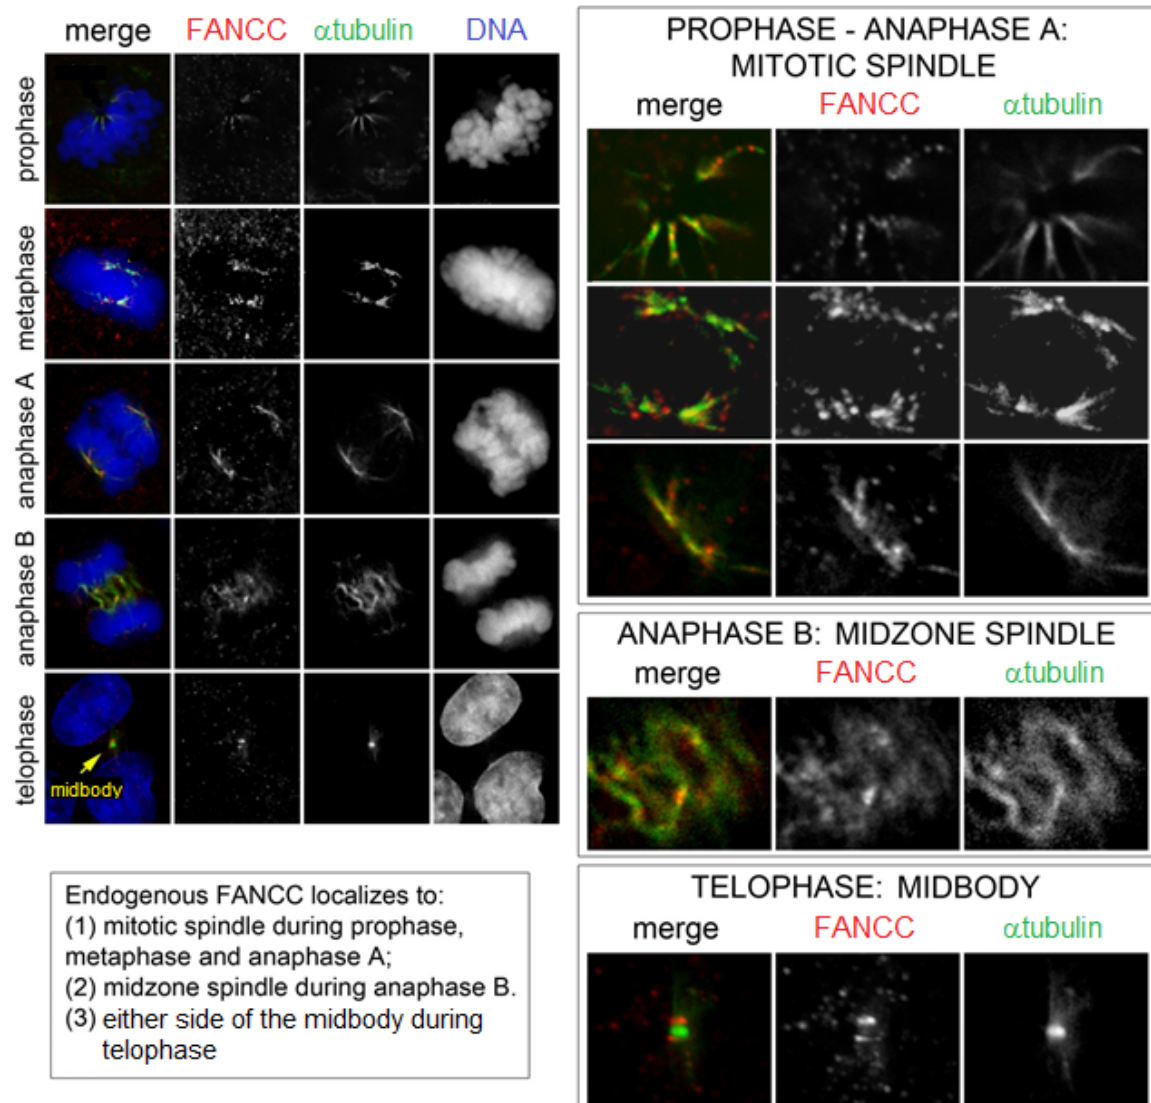 merge FANCC αtubulin DNA
prophase
metaphase
anaphase A
anaphase B
telophase
midbody
Endogenous FANCC localizes to:
(1) mitotic spindle during prophase,
metaphase and anaphase A;
(2) midzone spindle during anaphase B.
(3) either side of the midbody during
telophase
PROPHASE - ANAPHASE A:
MITOTIC SPINDLE
merge FANCC αtubulin
ANAPHASE B: MIDZONE SPINDLE
merge FANCC αtubulin
TELOPHASE: MIDBODY
merge FANCC αtubulin